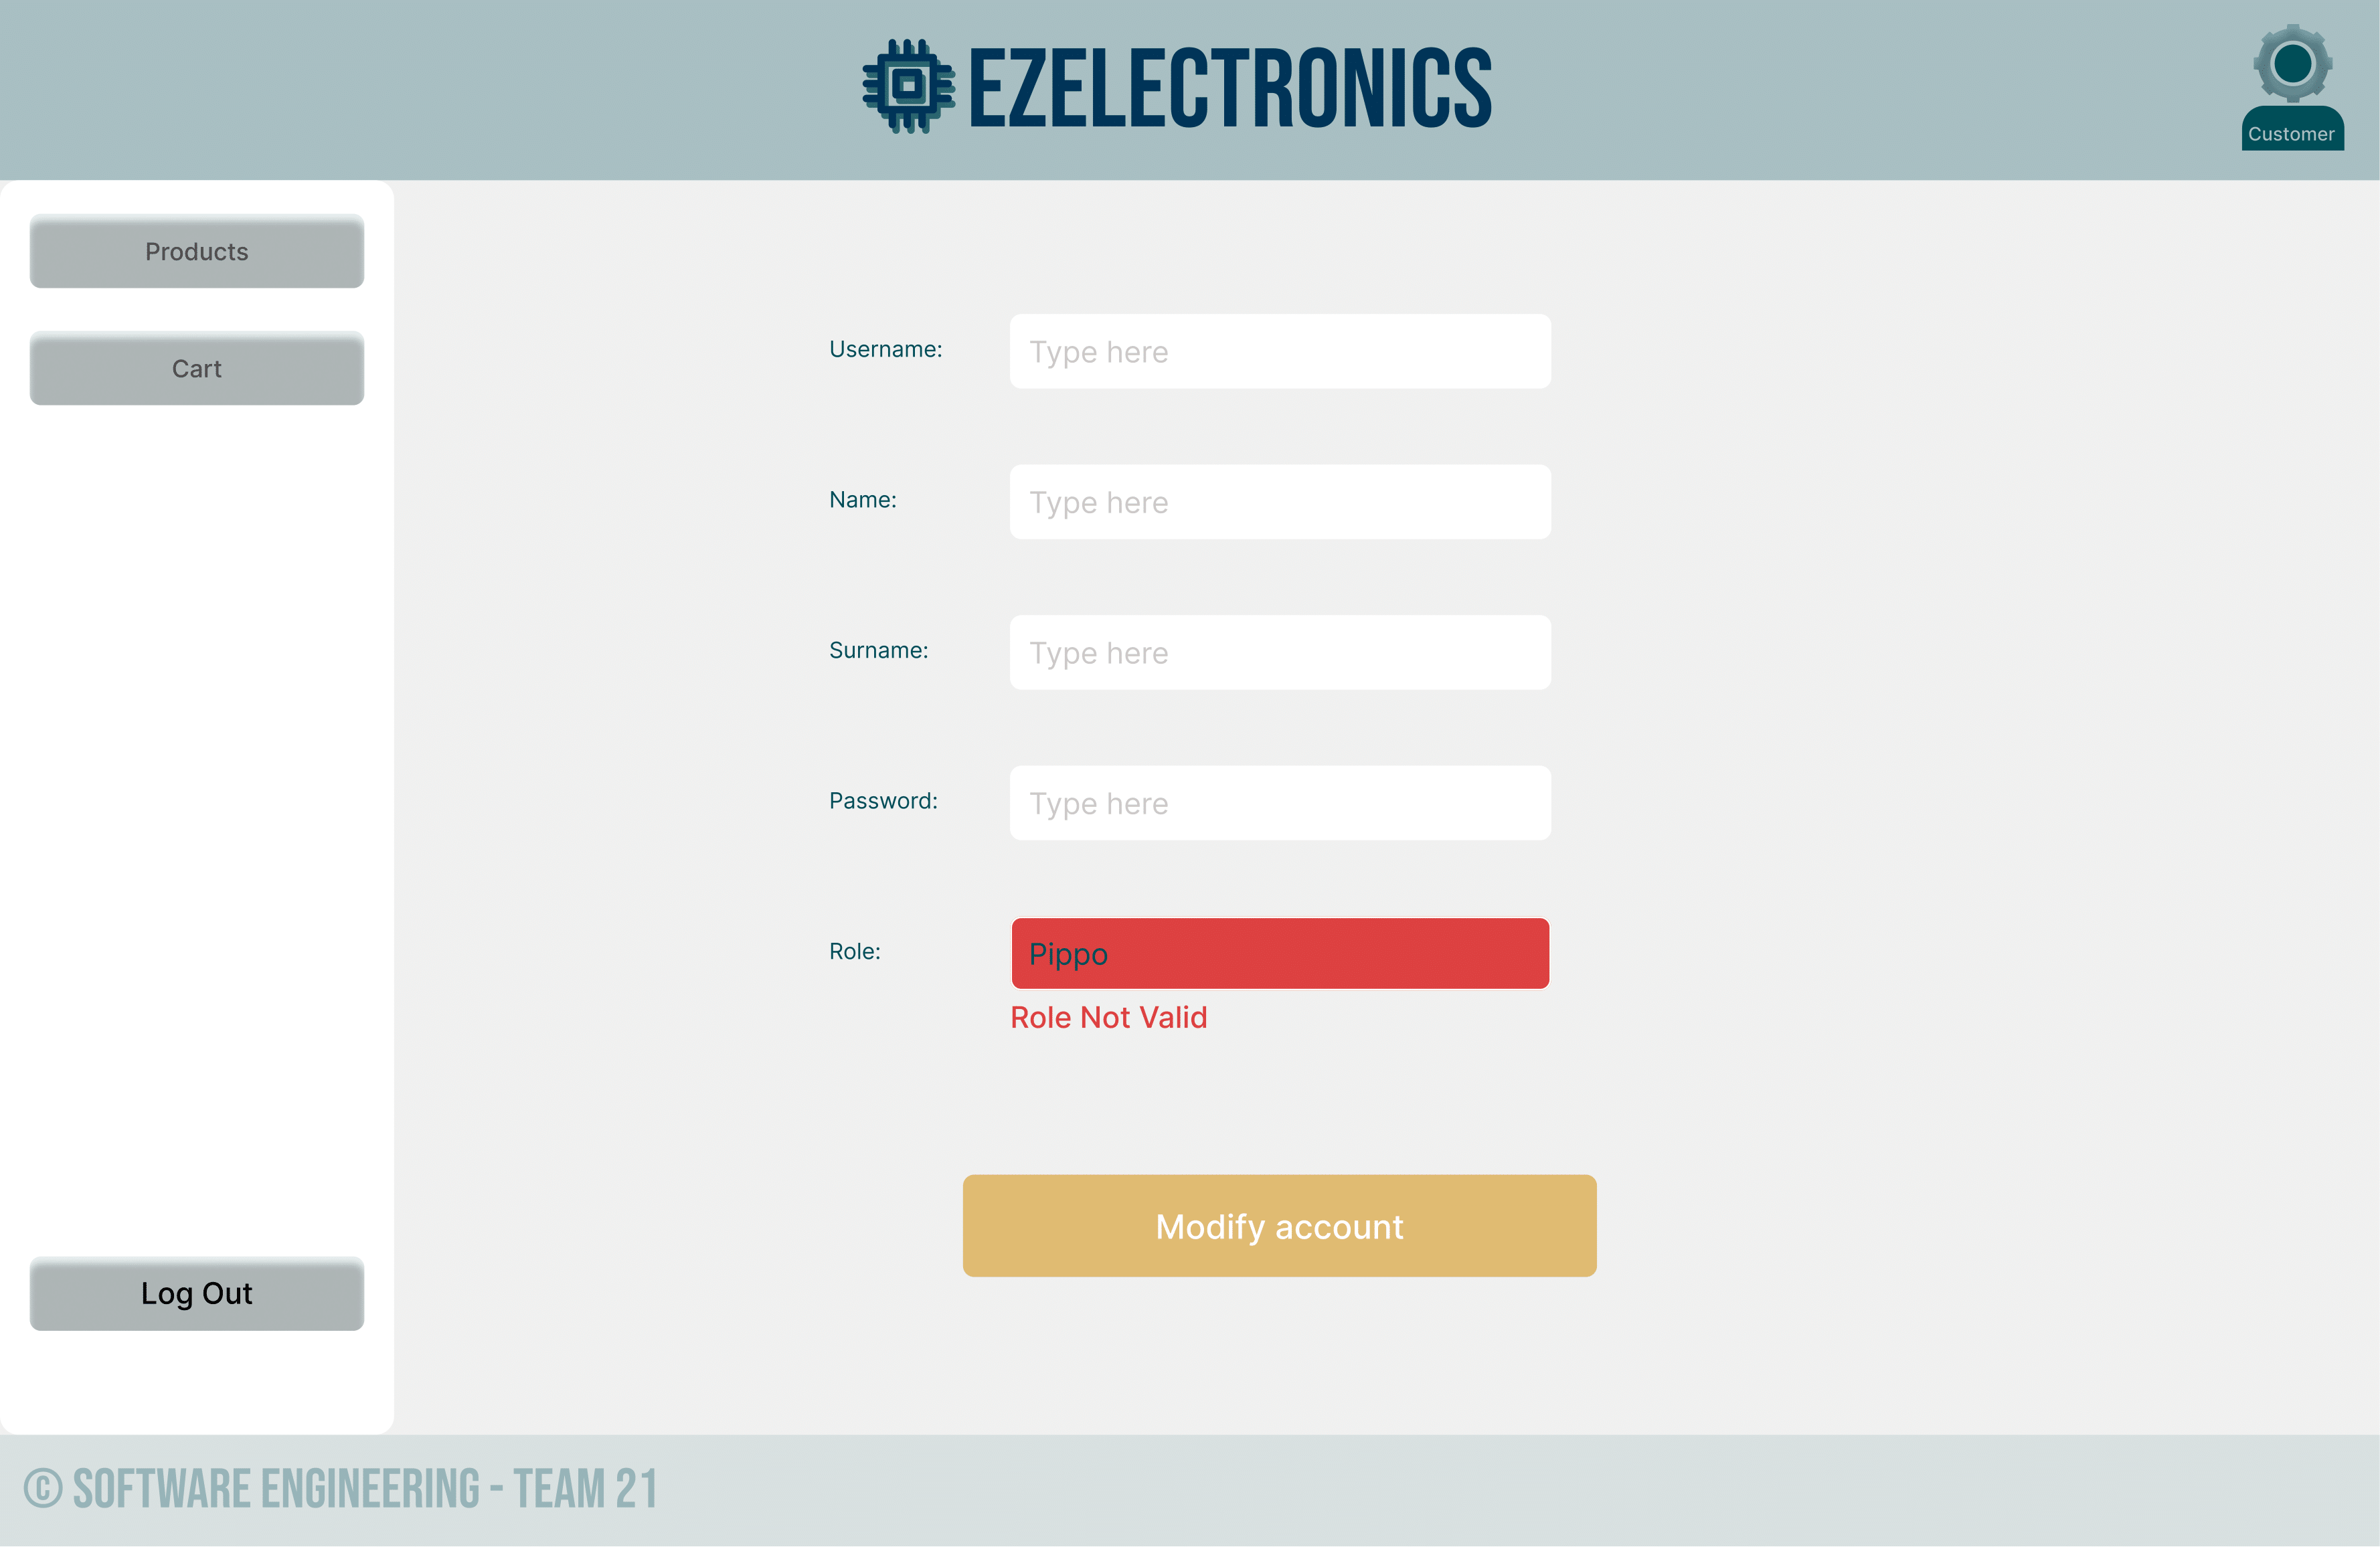 EZELECTRONICS
Customer
Products
Cart
Username:
Type here
Name:
Type here
Surname:
Type here
Password:
Type here
Role:
Pippo
Role Not Valid
Modify account
Log Out
© SOFTWARE ENGINEERING - TEAM 21